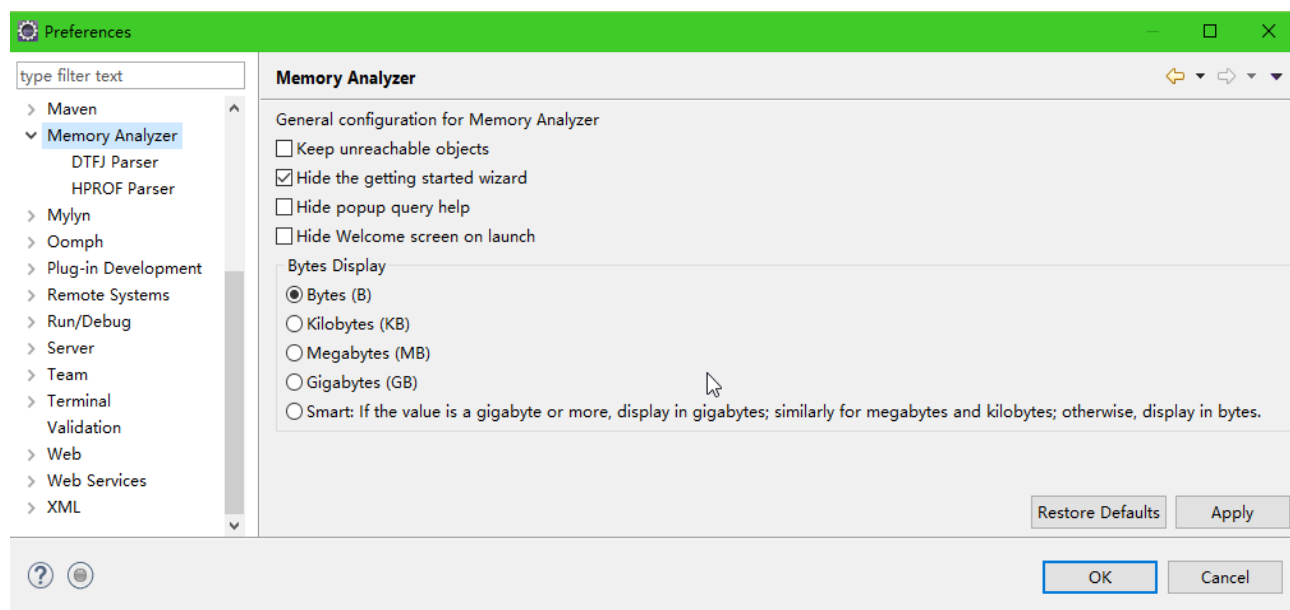 Preferences
type filter text
Maven
Memory Analyzer
DTFJ Parser
HPROF Parser
Mylyn
Oomph
Plug-in Development
Remote Systems
Run/Debug
Server
Team
Terminal
Validation
Web
Web Services
XML
Memory Analyzer
General configuration for Memory Analyzer
Keep unreachable objects
Hide the getting started wizard
Hide popup query help
Hide Welcome screen on launch
Bytes Display
Bytes (B)
Kilobytes (KB)
Megabytes (MB)
Gigabytes (GB)
Smart: If the value is a gigabyte or more, display in gigabytes; similarly for megabytes and kilobytes; otherwise, display in bytes.
Restore Defaults
Apply
?
OK
Cancel